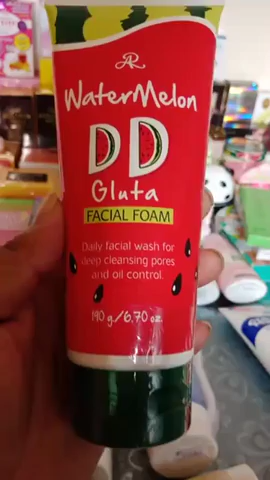 AR
WaterMelon
DD
Gluta
FACIAL FOAM
Daily facial wash for
deep cleansing pores
and oil control.
190 g/6.70 oz.